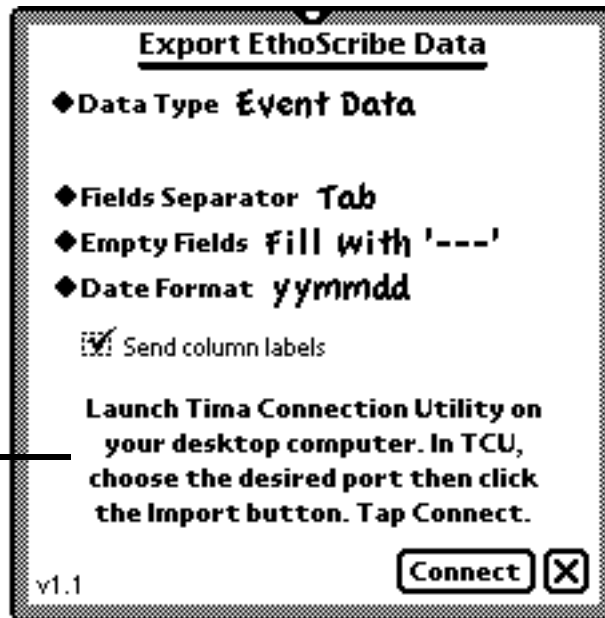 Export EthoScribe Data
◆Data Type Event Data
◆Fields Separator Tab
◆Empty Fields Fill with '---'
◆Date Format yymmdd
Send column labels
Launch Tima Connection Utility on
your desktop computer. In TCU,
choose the desired port then click
the Import button. Tap Connect.
v1.1 Connect